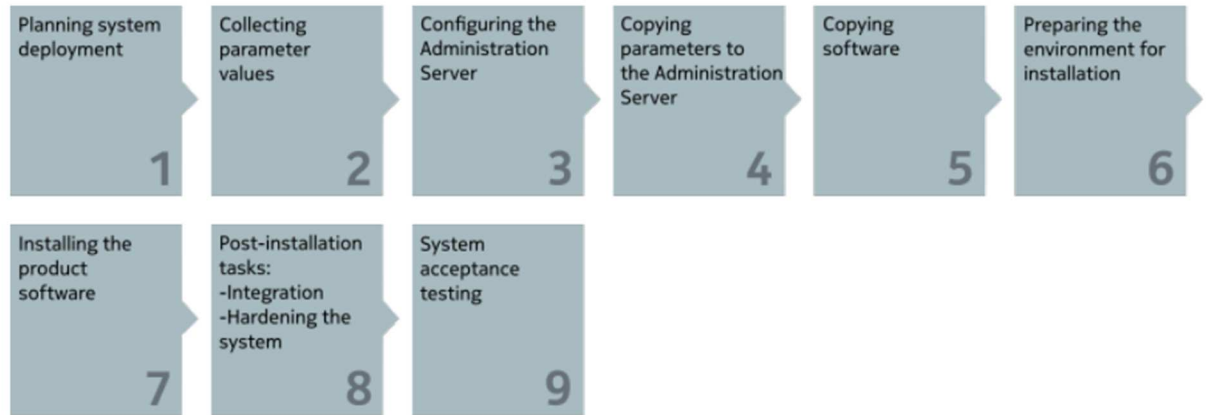 Planning system
deployment
1
Collecting
parameter
values
2
Configuring the
Administration
Server
3
Copying
parameters to
the Administration
Server
4
Copying
software
5
Preparing the
environment for
installation
6
Installing the
product
software
7
Post-installation
tasks:
-Integration
-Hardening the
system
8
System
acceptance
testing
9